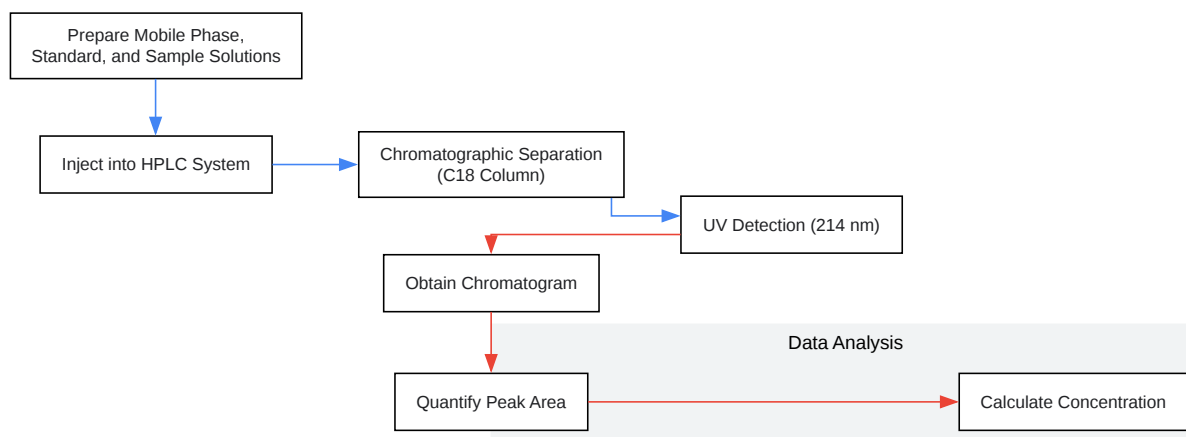 Prepare Mobile Phase,
Standard, and Sample Solutions
Inject into HPLC System
Chromatographic Separation
(C18 Column)
UV Detection (214 nm)
Obtain Chromatogram
Data Analysis
Quantify Peak Area
Calculate Concentration